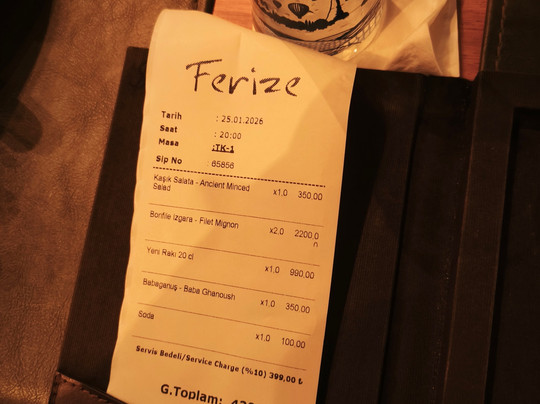 Ferize
Tarih : 25.01.2026
Saat : 20:00
Masa :TK-1
Sip No : 65856
Kaşık Salata - Ancient Minced x1,0 350,00
Salad
Bonfile Izgara - Filet Mignon x2,0 2200,0
0
Yeni Rakı 20 cl x1,0 990,00
Babaganuş - Baba Ghanoush x1,0 350,00
Soda x1,0 100,00
Servis Bedeli/Service Charge (%10) 399,00 ₺
G.Toplam: